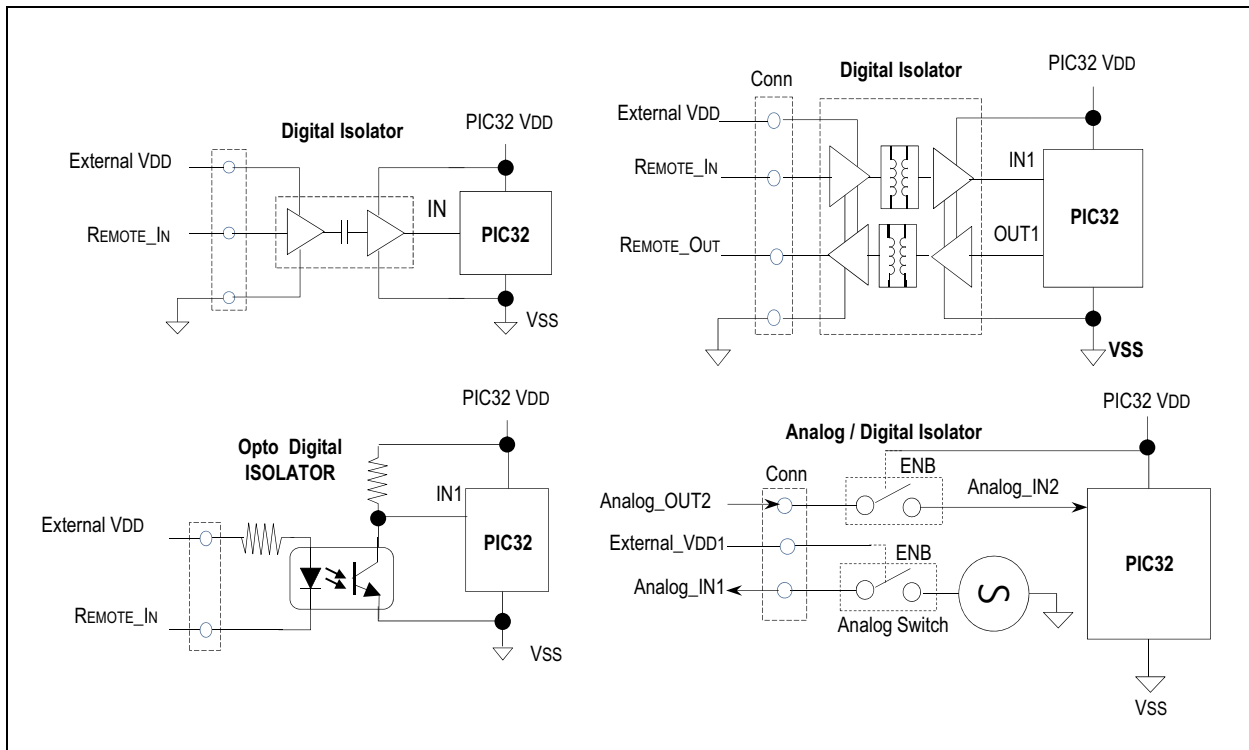 Digital Isolator
PIC32 VDD
External VDD
REMOTE_IN
IN
PIC32
VSS
Conn
Digital Isolator
PIC32 VDD
External VDD
REMOTE_IN
IN1
PIC32
REMOTE_OUT
OUT1
VSS
Opto Digital
ISOLATOR
PIC32 VDD
IN1
External VDD
PIC32
REMOTE_IN
VSS
Analog / Digital Isolator
PIC32 VDD
Conn
ENB
Analog_OUT2
Analog_IN2
External_VDD1
ENB
PIC32
Analog_IN1
S
Analog Switch
VSS